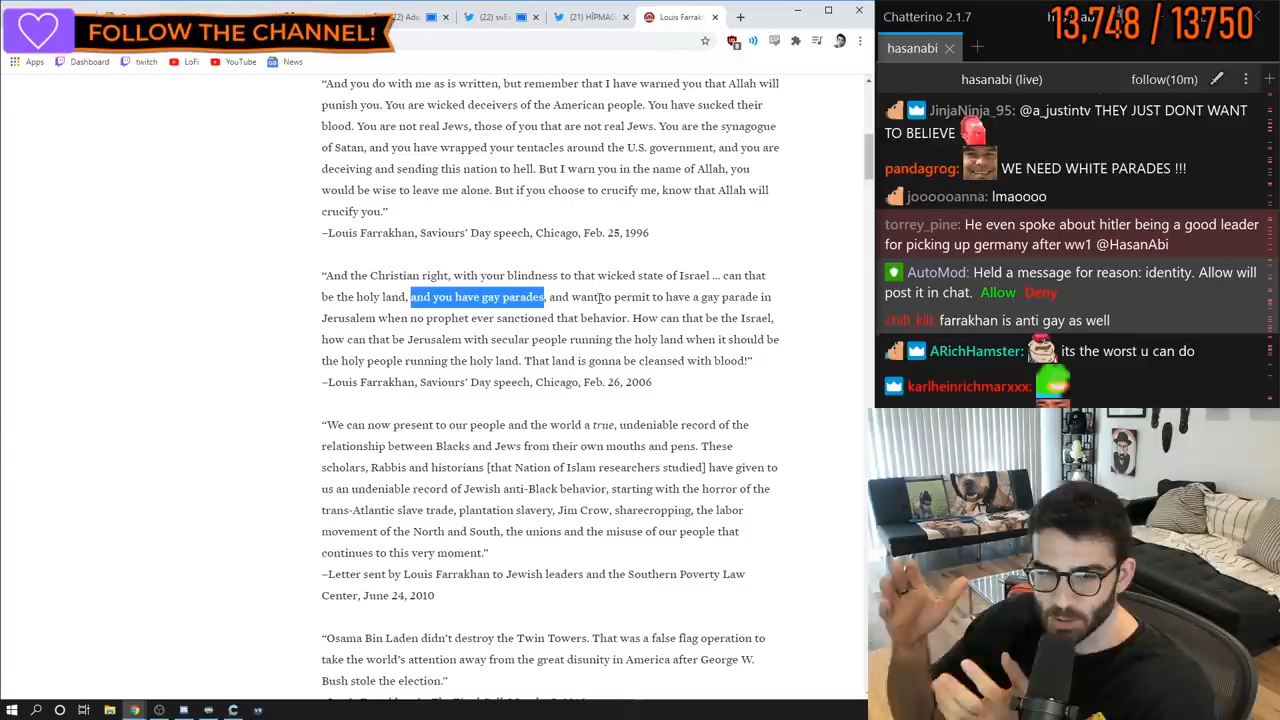 FOLLOW THE CHANNEL!
(22) Ada
(22) sɴE
(21) HÍPMAG
Louis Farrak
Apps
Dashboard
twitch
LoFi
YouTube
News
“And you do with me as is written, but remember that I have warned you that Allah will
punish you. You are wicked deceivers of the American people. You have sucked their
blood. You are not real Jews, those of you that are not real Jews. You are the synagogue
of Satan, and you have wrapped your tentacles around the U.S. government, and you are
deceiving and sending this nation to hell. But I warn you in the name of Allah, you
would be wise to leave me alone. But if you choose to crucify me, know that Allah will
crucify you.”
–Louis Farrakhan, Saviours’ Day speech, Chicago, Feb. 25, 1996
“And the Christian right, with your blindness to that wicked state of Israel … can that
be the holy land, and you have gay parades, and want to permit to have a gay parade in
Jerusalem when no prophet ever sanctioned that behavior. How can that be the Israel,
how can that be Jerusalem with secular people running the holy land when it should be
the holy people running the holy land. That land is gonna be cleansed with blood!”
–Louis Farrakhan, Saviours’ Day speech, Chicago, Feb. 26, 2006
“We can now present to our people and the world a true, undeniable record of the
relationship between Blacks and Jews from their own mouths and pens. These
scholars, Rabbis and historians [that Nation of Islam researchers studied] have given to
us an undeniable record of Jewish anti-Black behavior, starting with the horror of the
trans-Atlantic slave trade, plantation slavery, Jim Crow, sharecropping, the labor
movement of the North and South, the unions and the misuse of our people that
continues to this very moment.”
–Letter sent by Louis Farrakhan to Jewish leaders and the Southern Poverty Law
Center, June 24, 2010
“Osama Bin Laden didn’t destroy the Twin Towers. That was a false flag operation to
take the world’s attention away from the great disunity in America after George W.
Bush stole the election.”
Chatterino 2.1.7
13,748 / 13750
hasanabi
hasanabi (live)
follow(10m)
JinjaNinja_95: @a_justintv THEY JUST DONT WANT
TO BELIEVE
pandagrog: WE NEED WHITE PARADES !!!
joooooanna: lmaoooo
torrey_pine: He even spoke about hitler being a good leader
for picking up germany after ww1 @HasanAbi
AutoMod: Held a message for reason: identity. Allow will
post it in chat. Allow Deny
chill_kill: farrakhan is anti gay as well
ARichHamster: its the worst u can do
karlheinrichmarxxx: